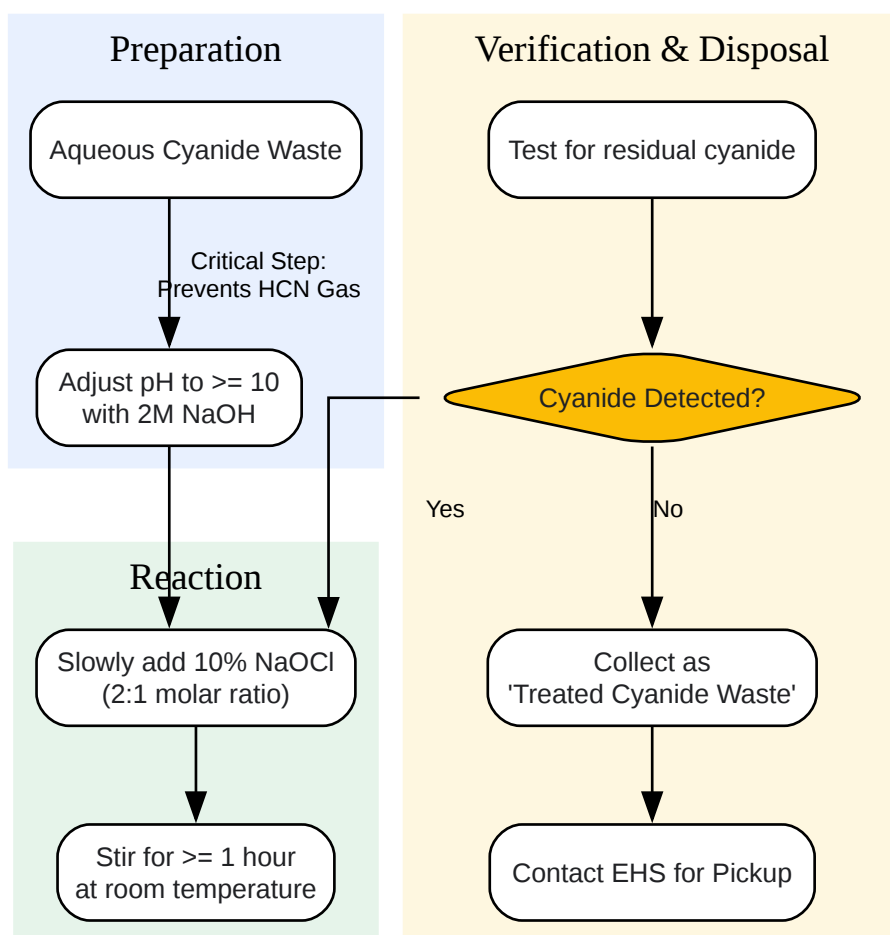 Preparation
Aqueous Cyanide Waste
Critical Step:
Prevents HCN Gas
Adjust pH to >= 10
with 2M NaOH
Reaction
Slowly add 10% NaOCl
(2:1 molar ratio)
Stir for >= 1 hour
at room temperature
Verification & Disposal
Test for residual cyanide
Cyanide Detected?
Yes
No
Collect as
'Treated Cyanide Waste'
Contact EHS for Pickup